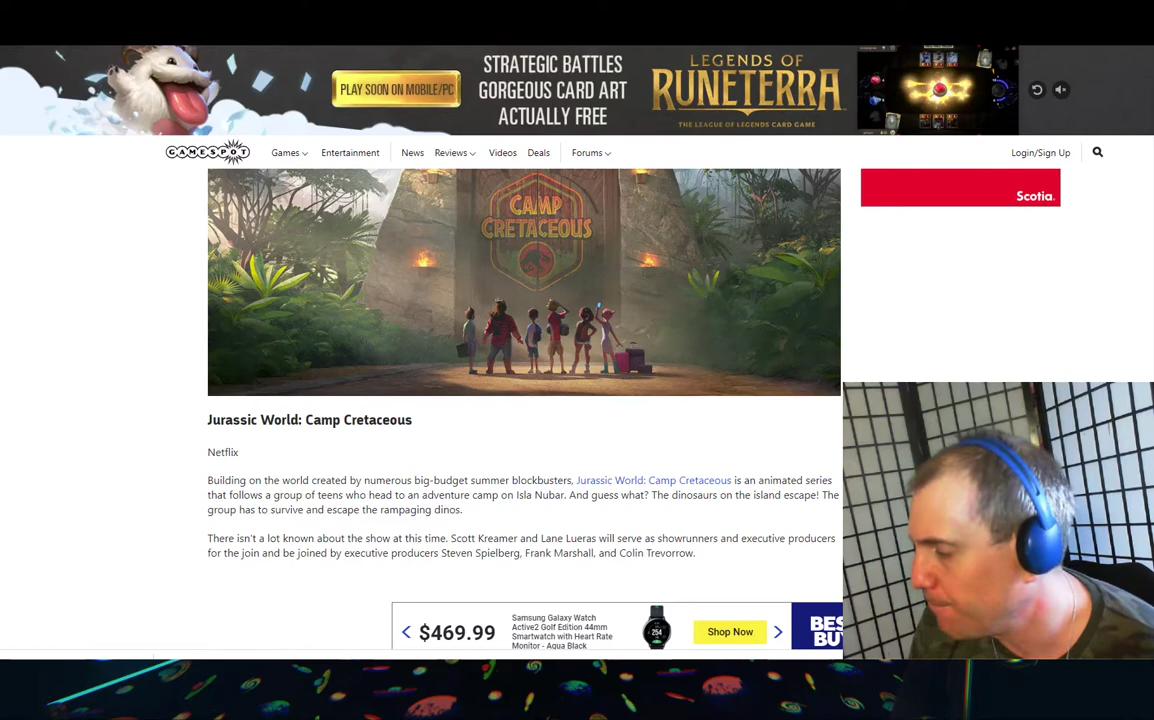 PLAY SOON ON MOBILE/PC
STRATEGIC BATTLES
GORGEOUS CARD ART
ACTUALLY FREE
LEGENDS OF
RUNETERRA
THE LEAGUE OF LEGENDS CARD GAME
GAMESPOT
Games
Entertainment
News
Reviews
Videos
Deals
Forums
Login/Sign Up
CAMP
CRETACEOUS
Scotia.
Jurassic World: Camp Cretaceous
Netflix
Building on the world created by numerous big-budget summer blockbusters, Jurassic World: Camp Cretaceous is an animated series
that follows a group of teens who head to an adventure camp on Isla Nubar. And guess what? The dinosaurs on the island escape! The
group has to survive and escape the rampaging dinos.
There isn't a lot known about the show at this time. Scott Kreamer and Lane Lueras will serve as showrunners and executive producers
for the join and be joined by executive producers Steven Spielberg, Frank Marshall, and Colin Trevorrow.
$469.99
Samsung Galaxy Watch
Active2 Golf Edition 44mm
Smartwatch with Heart Rate
Monitor - Aqua Black
254
Shop Now
BES
BU